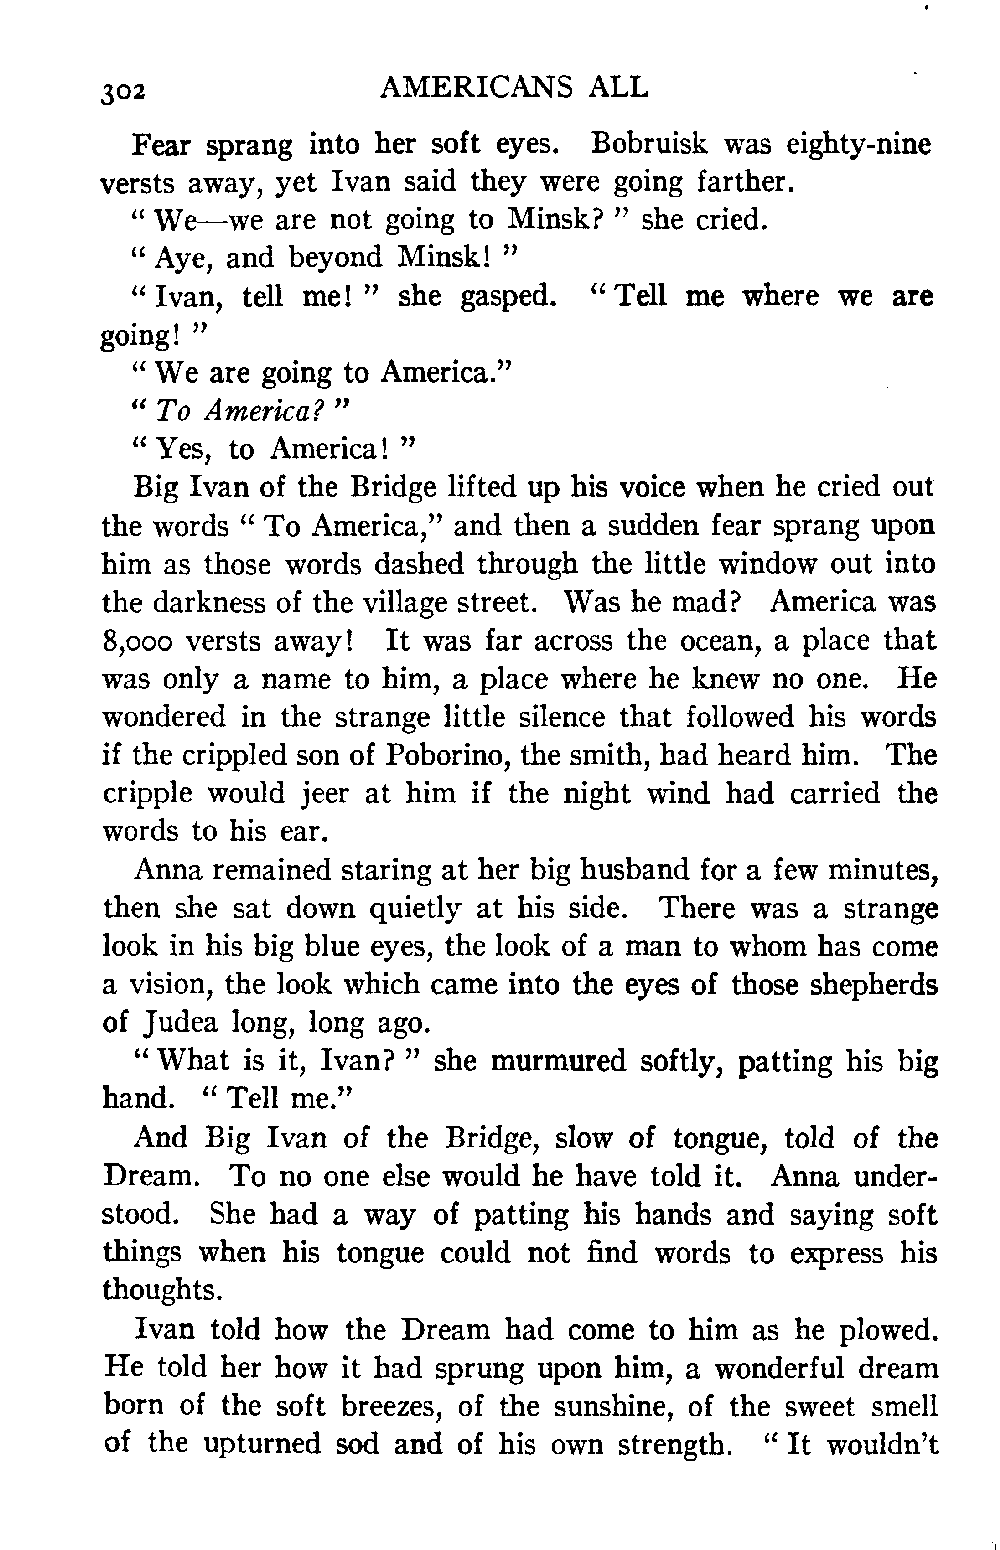 302 AMERICANS ALL
Fear sprang into her soft eyes. Bobruisk was eighty-nine
versts away, yet Ivan said they were going farther.
“ We—we are not going to Minsk? ” she cried.
“ Aye, and beyond Minsk! ”
“ Ivan, tell me! ” she gasped. “ Tell me where we are
going! ”
“ We are going to America.”
“ To America? ”
“ Yes, to America! ”
Big Ivan of the Bridge lifted up his voice when he cried out
the words “ To America,” and then a sudden fear sprang upon
him as those words dashed through the little window out into
the darkness of the village street. Was he mad? America was
8,000 versts away! It was far across the ocean, a place that
was only a name to him, a place where he knew no one. He
wondered in the strange little silence that followed his words
if the crippled son of Poborino, the smith, had heard him. The
cripple would jeer at him if the night wind had carried the
words to his ear.
Anna remained staring at her big husband for a few minutes,
then she sat down quietly at his side. There was a strange
look in his big blue eyes, the look of a man to whom has come
a vision, the look which came into the eyes of those shepherds
of Judea long, long ago.
“ What is it, Ivan? ” she murmured softly, patting his big
hand. “ Tell me.”
And Big Ivan of the Bridge, slow of tongue, told of the
Dream. To no one else would he have told it. Anna under-
stood. She had a way of patting his hands and saying soft
things when his tongue could not find words to express his
thoughts.
Ivan told how the Dream had come to him as he plowed.
He told her how it had sprung upon him, a wonderful dream
born of the soft breezes, of the sunshine, of the sweet smell
of the upturned sod and of his own strength. “ It wouldn’t